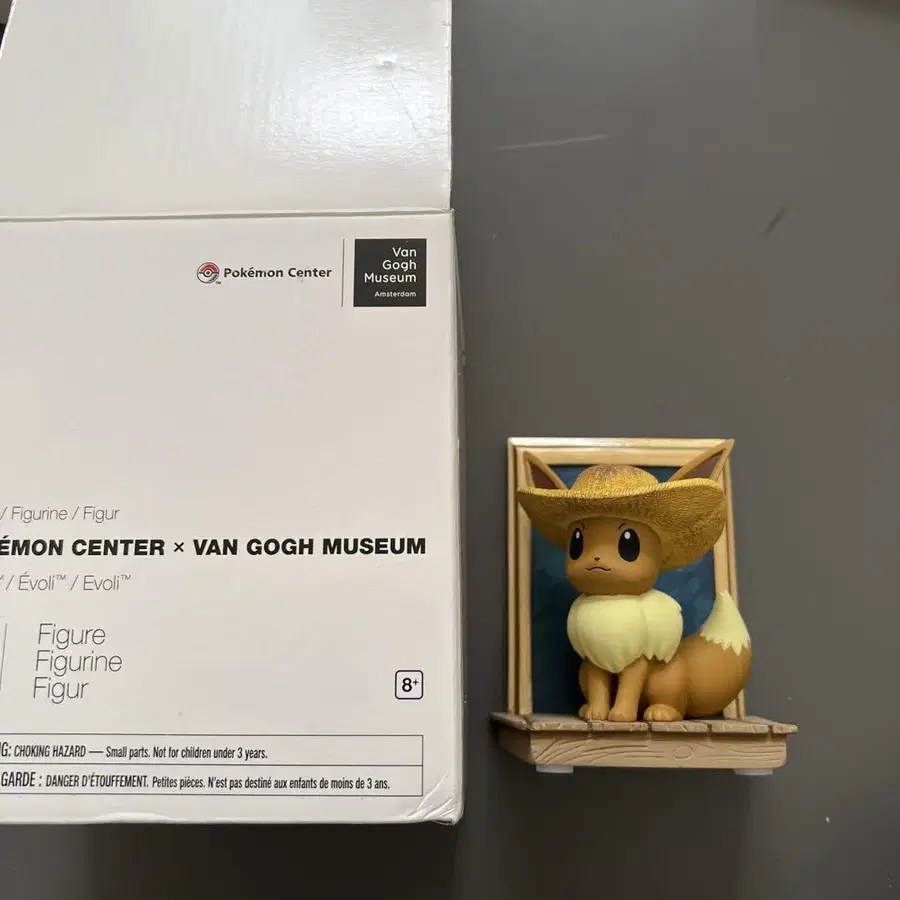 Pokémon Center
TM
Van
Gogh
Museum
Amsterdam
/ Figurine / Figur
ÉMON CENTER × VAN GOGH MUSEUM
/ Évoli™ / Evoli™
Figure
Figurine
Figur
8+
G: CHOKING HAZARD — Small parts. Not for children under 3 years.
GARDE : DANGER D'ÉTOUFFEMENT. Petites pièces. N'est pas destiné aux enfants de moins de 3 ans.